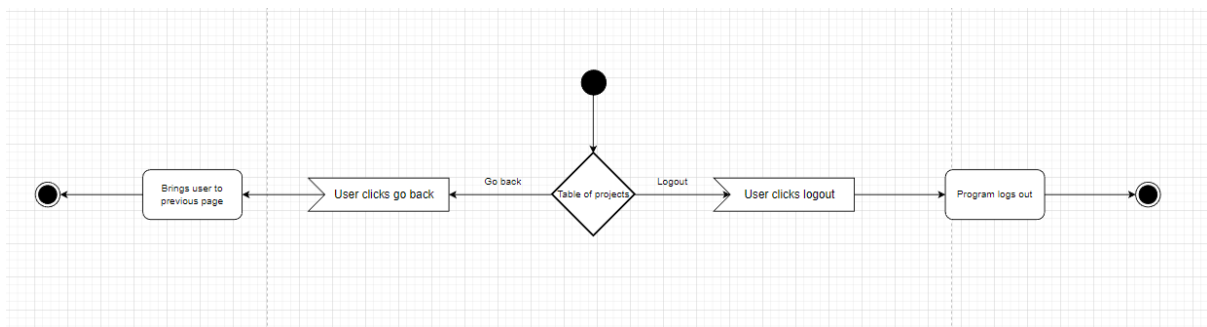 Brings user to
previous page
User clicks go back
Go back
Table of projects
Logout
User clicks logout
Program logs out